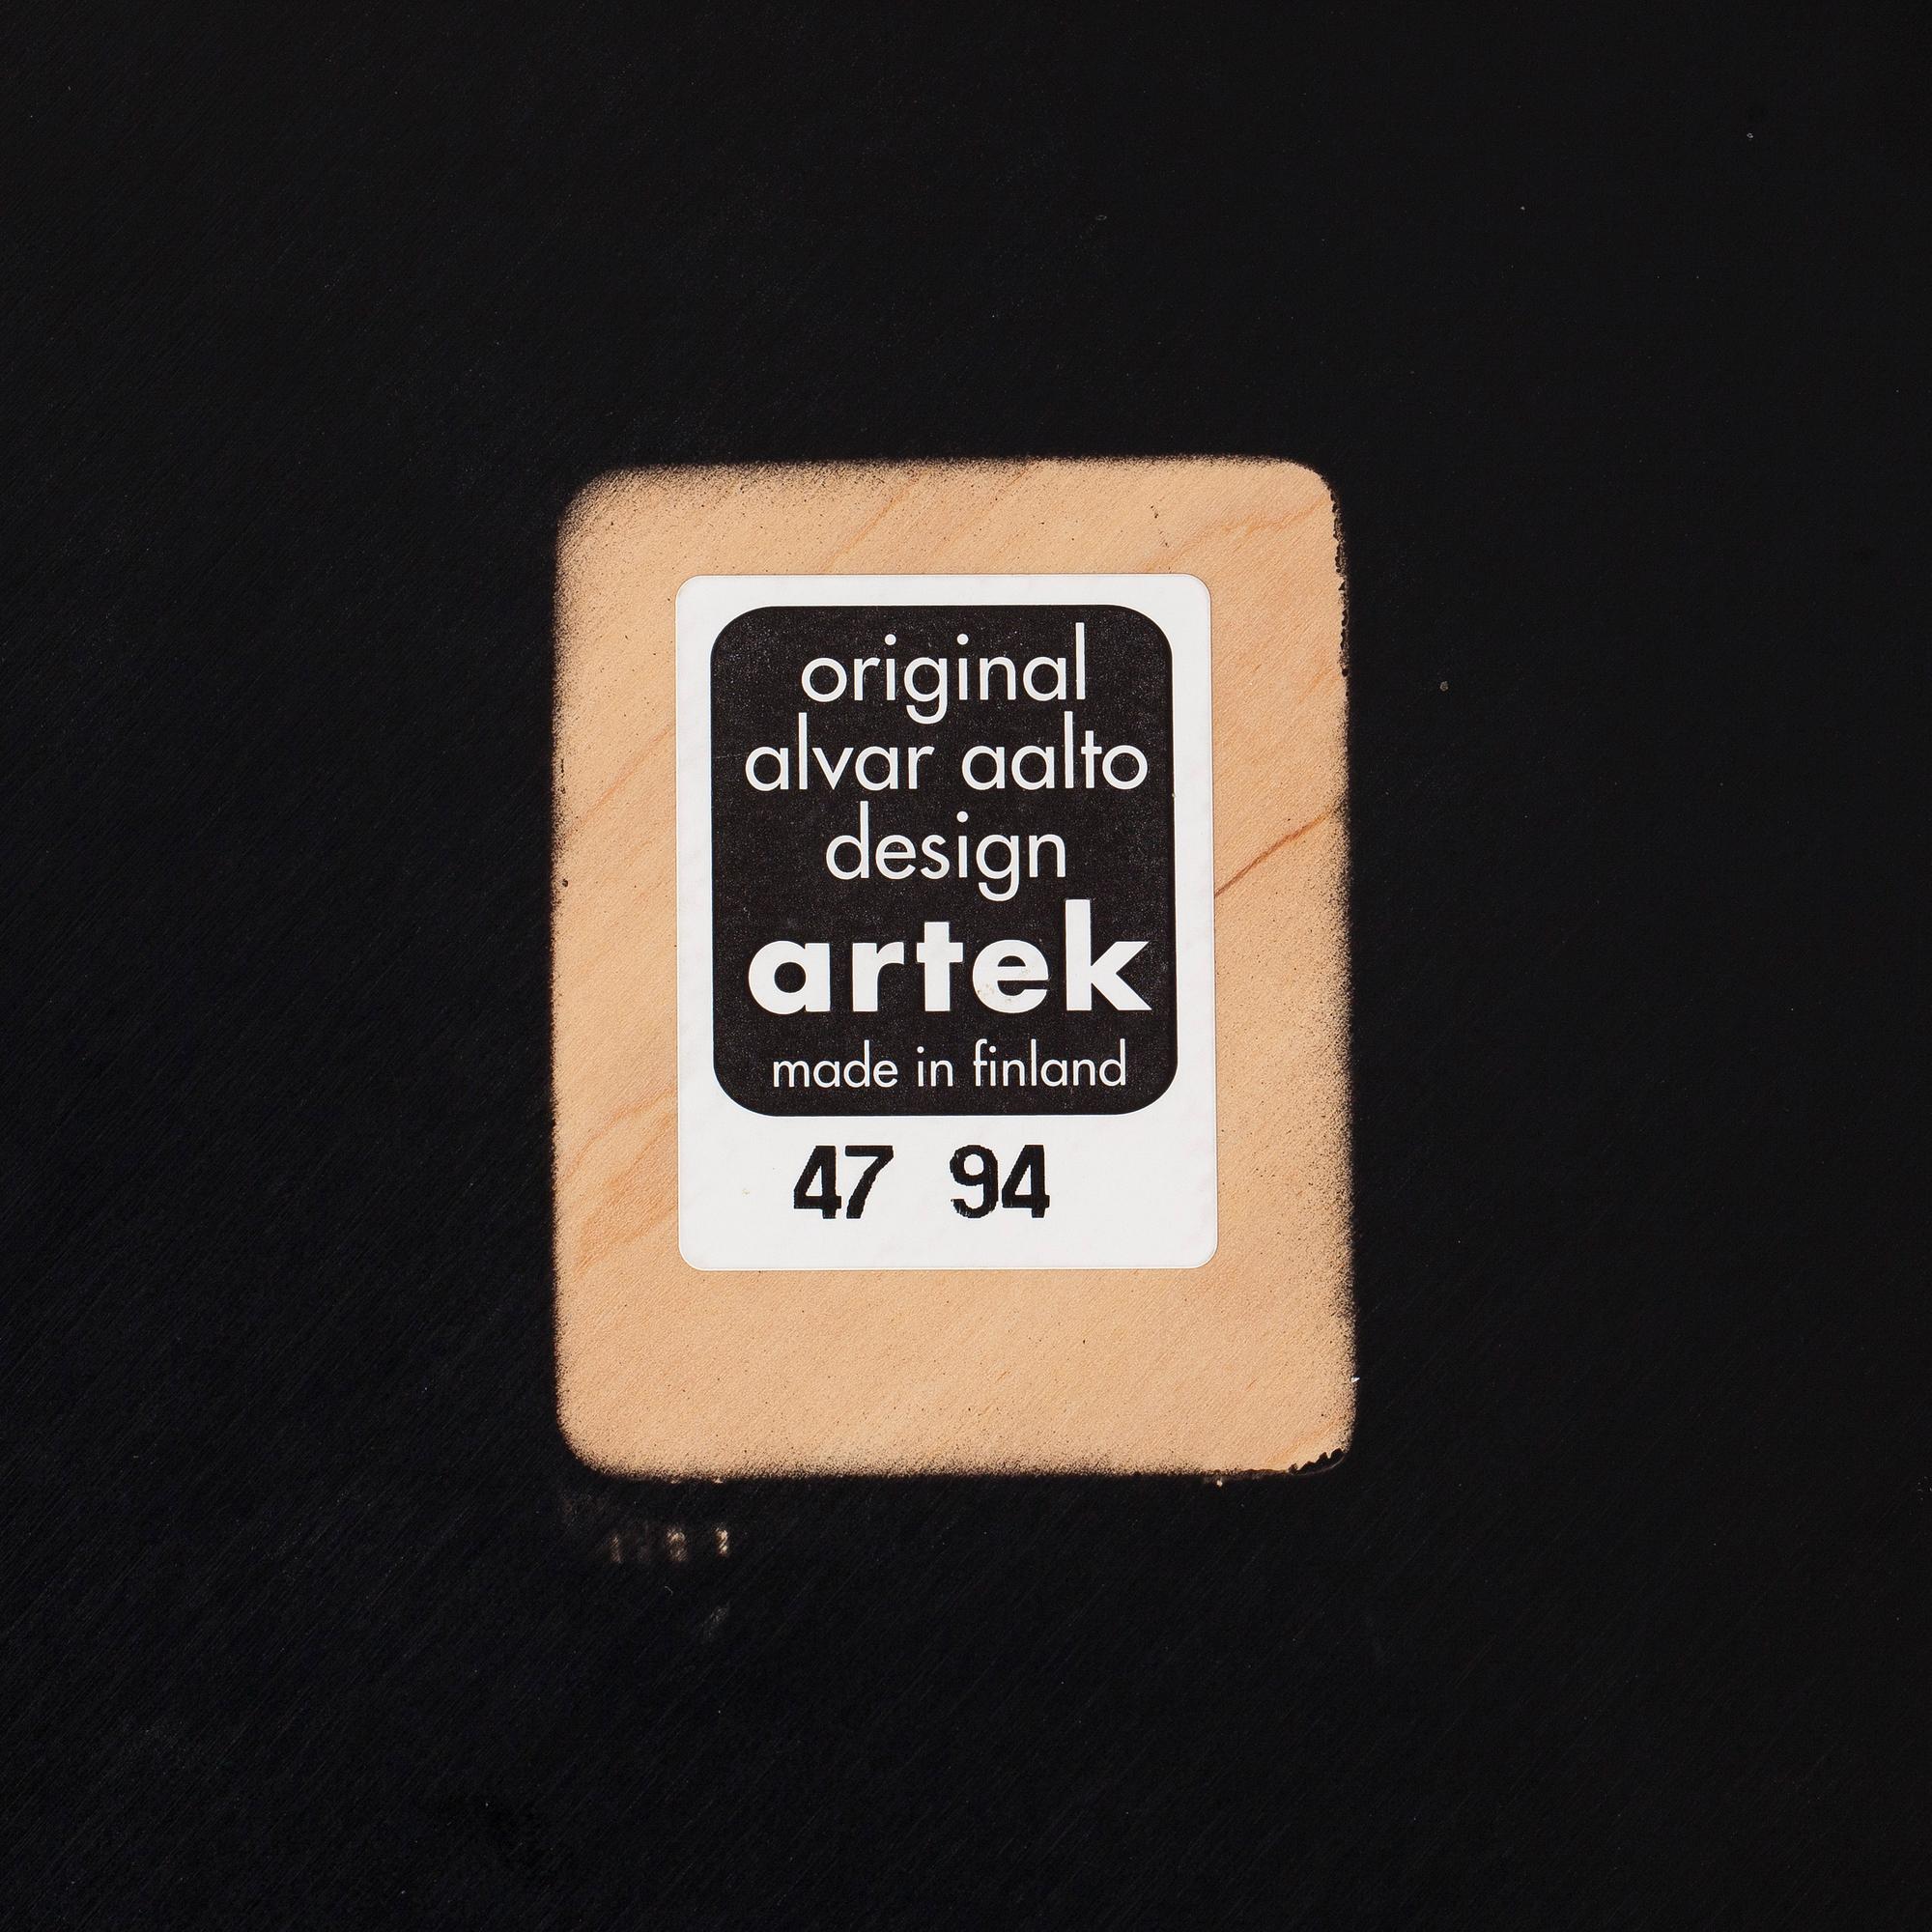 original
alvar aalto
design
artek
made in finland
47 94